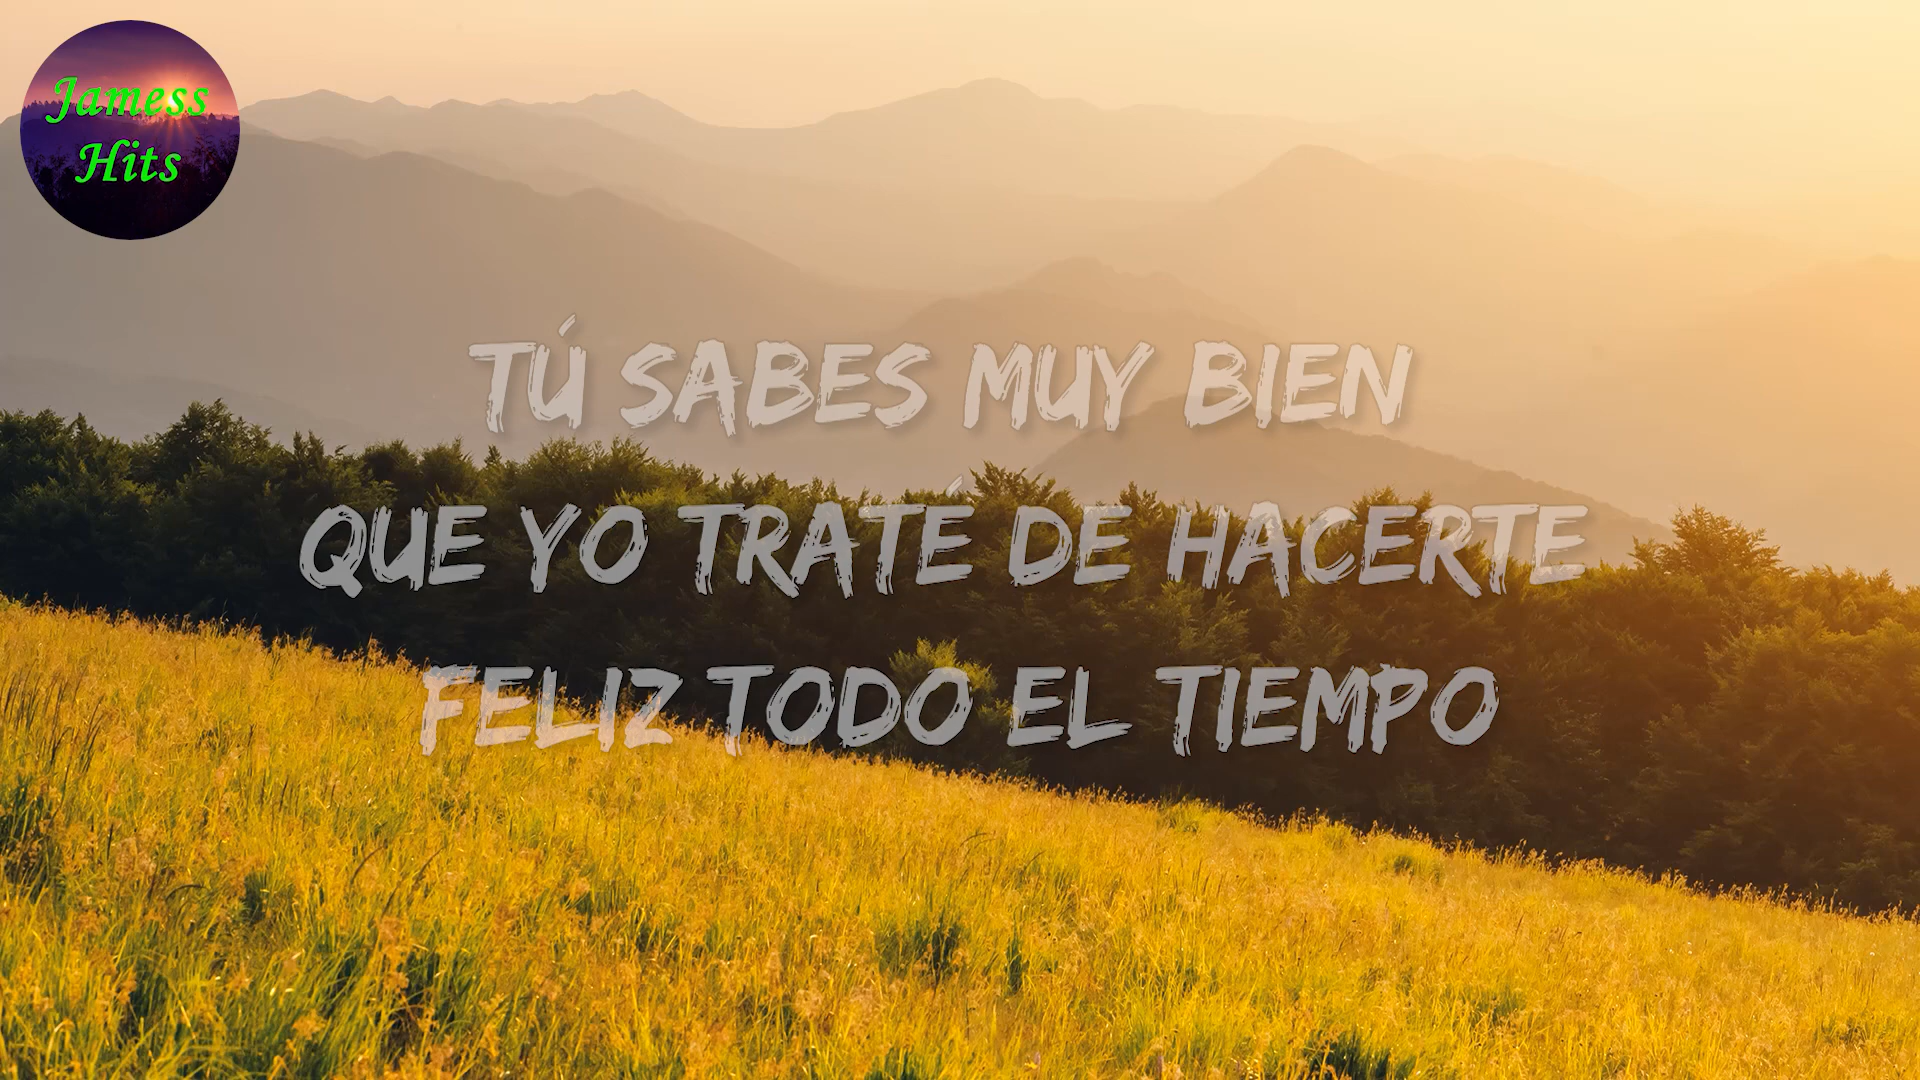 Jamess
Hits
TÚ SABES MUY BIEN
QUE YO TRATÉ DE HACERTE
FELIZ TODO EL TIEMPO